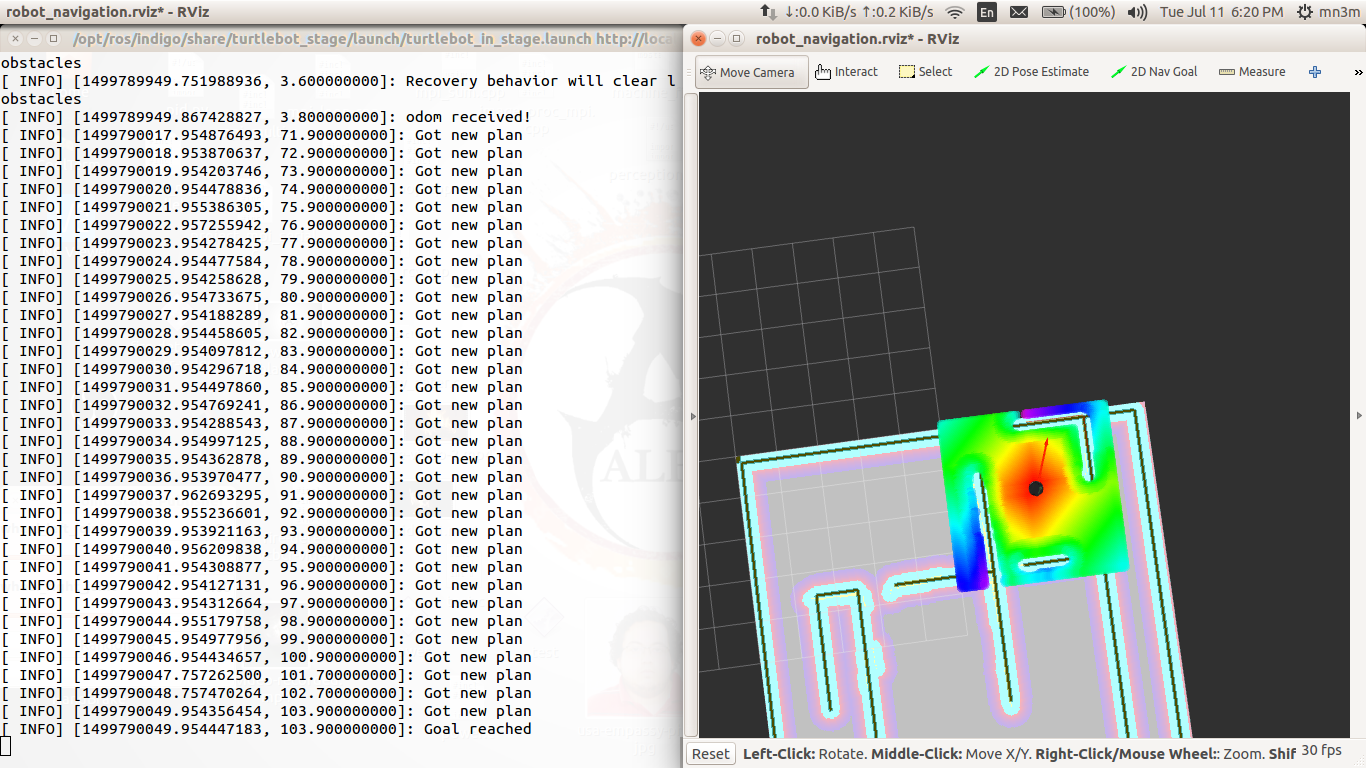 robot_navigation.rviz* - RViz
↓:0.0 KiB/s ↑:0.2 KiB/s En (100%) Tue Jul 11 6:20 PM mn3m
/opt/ros/indigo/share/turtlebot_stage/launch/turtlebot_in_stage.launch http://loca
obstacles
[ INFO] [1499789949.751988936, 3.600000000]: Recovery behavior will clear l
obstacles
[ INFO] [1499789949.867428827, 3.800000000]: odom received!
[ INFO] [1499790017.954876493, 71.900000000]: Got new plan
[ INFO] [1499790018.953870637, 72.900000000]: Got new plan
[ INFO] [1499790019.954203746, 73.900000000]: Got new plan
[ INFO] [1499790020.954478836, 74.900000000]: Got new plan
[ INFO] [1499790021.955386305, 75.900000000]: Got new plan
[ INFO] [1499790022.957255942, 76.900000000]: Got new plan
[ INFO] [1499790023.954278425, 77.900000000]: Got new plan
[ INFO] [1499790024.954477584, 78.900000000]: Got new plan
[ INFO] [1499790025.954258628, 79.900000000]: Got new plan
[ INFO] [1499790026.954733675, 80.900000000]: Got new plan
[ INFO] [1499790027.954188289, 81.900000000]: Got new plan
[ INFO] [1499790028.954458605, 82.900000000]: Got new plan
[ INFO] [1499790029.954097812, 83.900000000]: Got new plan
[ INFO] [1499790030.954296718, 84.900000000]: Got new plan
[ INFO] [1499790031.954497860, 85.900000000]: Got new plan
[ INFO] [1499790032.954769241, 86.900000000]: Got new plan
[ INFO] [1499790033.954288543, 87.900000000]: Got new plan
[ INFO] [1499790034.954997125, 88.900000000]: Got new plan
[ INFO] [1499790035.954320878, 89.900000000]: Got new plan
[ INFO] [1499790036.953970477, 90.900000000]: Got new plan
[ INFO] [1499790037.962693295, 91.900000000]: Got new plan
[ INFO] [1499790038.955236601, 92.900000000]: Got new plan
[ INFO] [1499790039.953921163, 93.900000000]: Got new plan
[ INFO] [1499790040.956209838, 94.900000000]: Got new plan
[ INFO] [1499790041.954308877, 95.900000000]: Got new plan
[ INFO] [1499790042.954127131, 96.900000000]: Got new plan
[ INFO] [1499790043.954312664, 97.900000000]: Got new plan
[ INFO] [1499790044.955179758, 98.900000000]: Got new plan
[ INFO] [1499790045.954977956, 99.900000000]: Got new plan
[ INFO] [1499790046.954434657, 100.900000000]: Got new plan
[ INFO] [1499790047.757262500, 101.700000000]: Got new plan
[ INFO] [1499790048.757470264, 102.700000000]: Got new plan
[ INFO] [1499790049.954356454, 103.900000000]: Got new plan
[ INFO] [1499790049.954447183, 103.900000000]: Goal reached
robot_navigation.rviz* - RViz
Move Camera Interact Select 2D Pose Estimate 2D Nav Goal Measure »
Reset Left-Click: Rotate. Middle-Click: Move X/Y. Right-Click/Mouse Wheel:: Zoom. Shif 30 fps